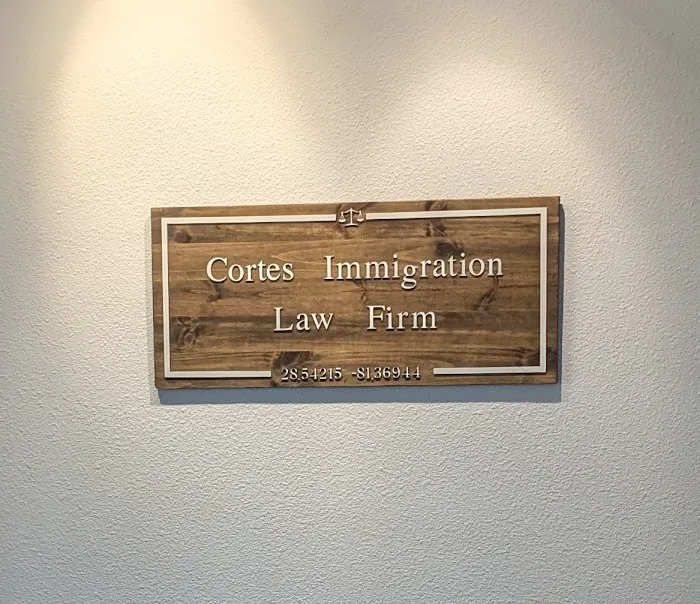 Cortes Immigration
Law Firm
28.54215, -81.36944